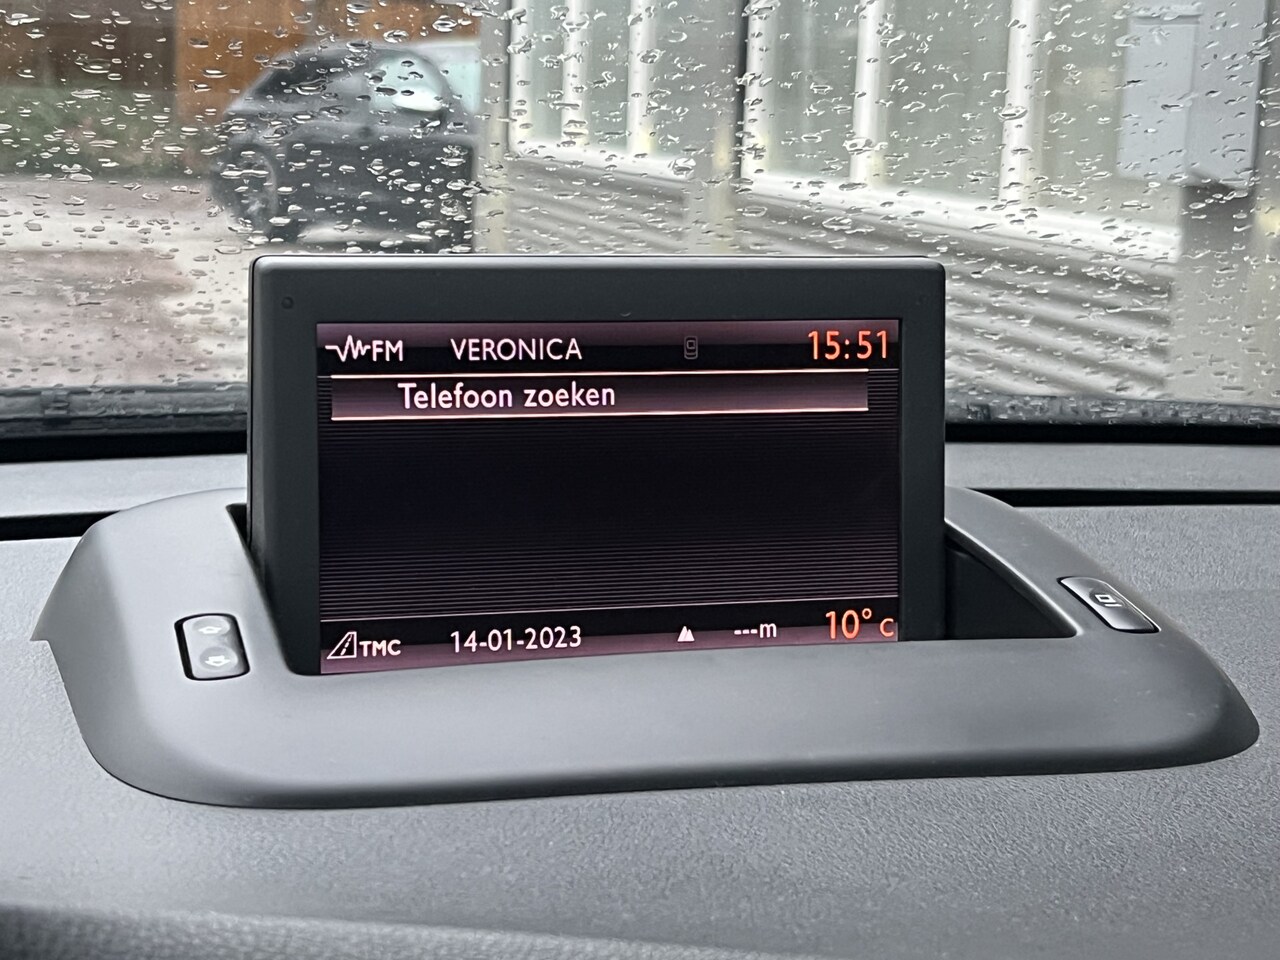 FM VERONICA 15:51
Telefoon zoeken
TMC 14-01-2023 ---m 10° C